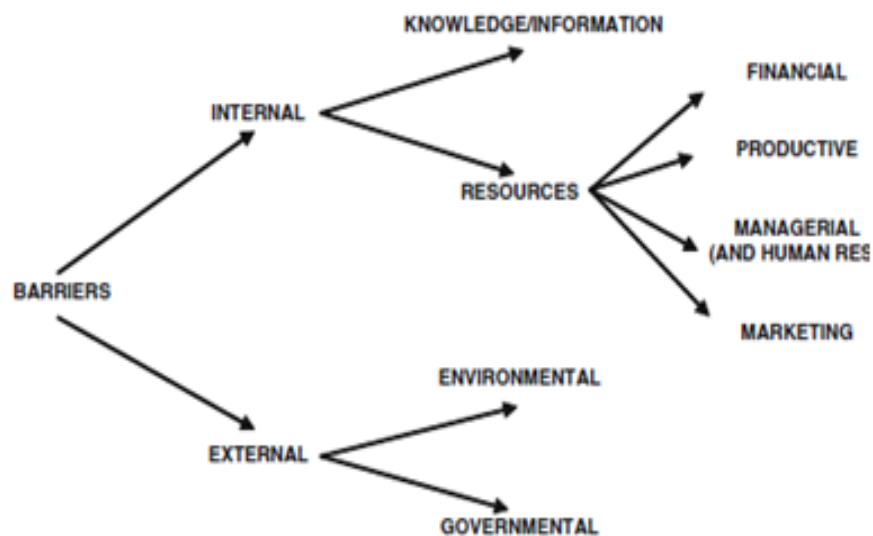 KNOWLEDGE/INFORMATION
FINANCIAL
INTERNAL
PRODUCTIVE
RESOURCES
MANAGERIAL
(AND HUMAN RES
BARRIERS
MARKETING
ENVIRONMENTAL
EXTERNAL
GOVERNMENTAL